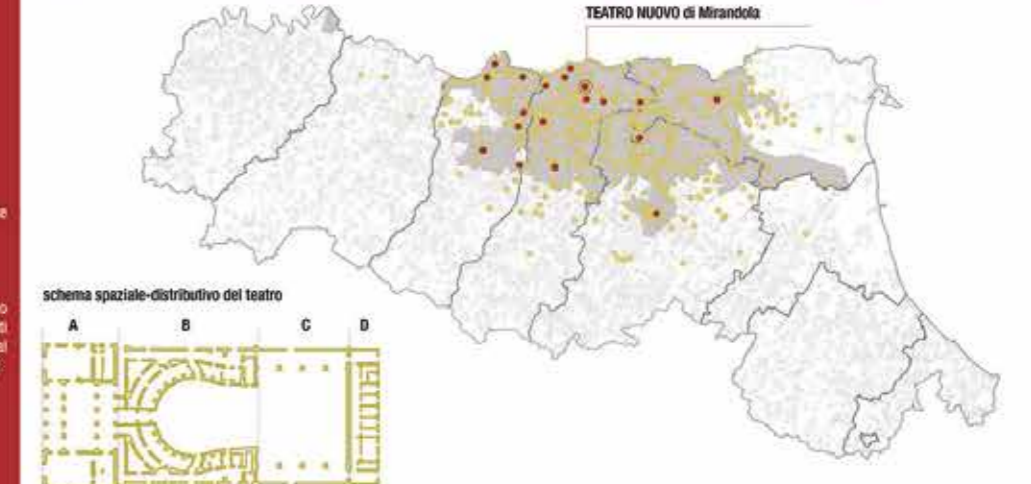 TEATRO NUOVO di Mirandola
schema spaziale-distributivo del teatro
A B C D